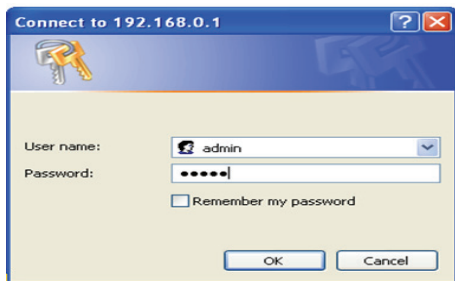 Connect to 192.168.0.1
User name:
admin
Password:
•••••
Remember my password
OK
Cancel